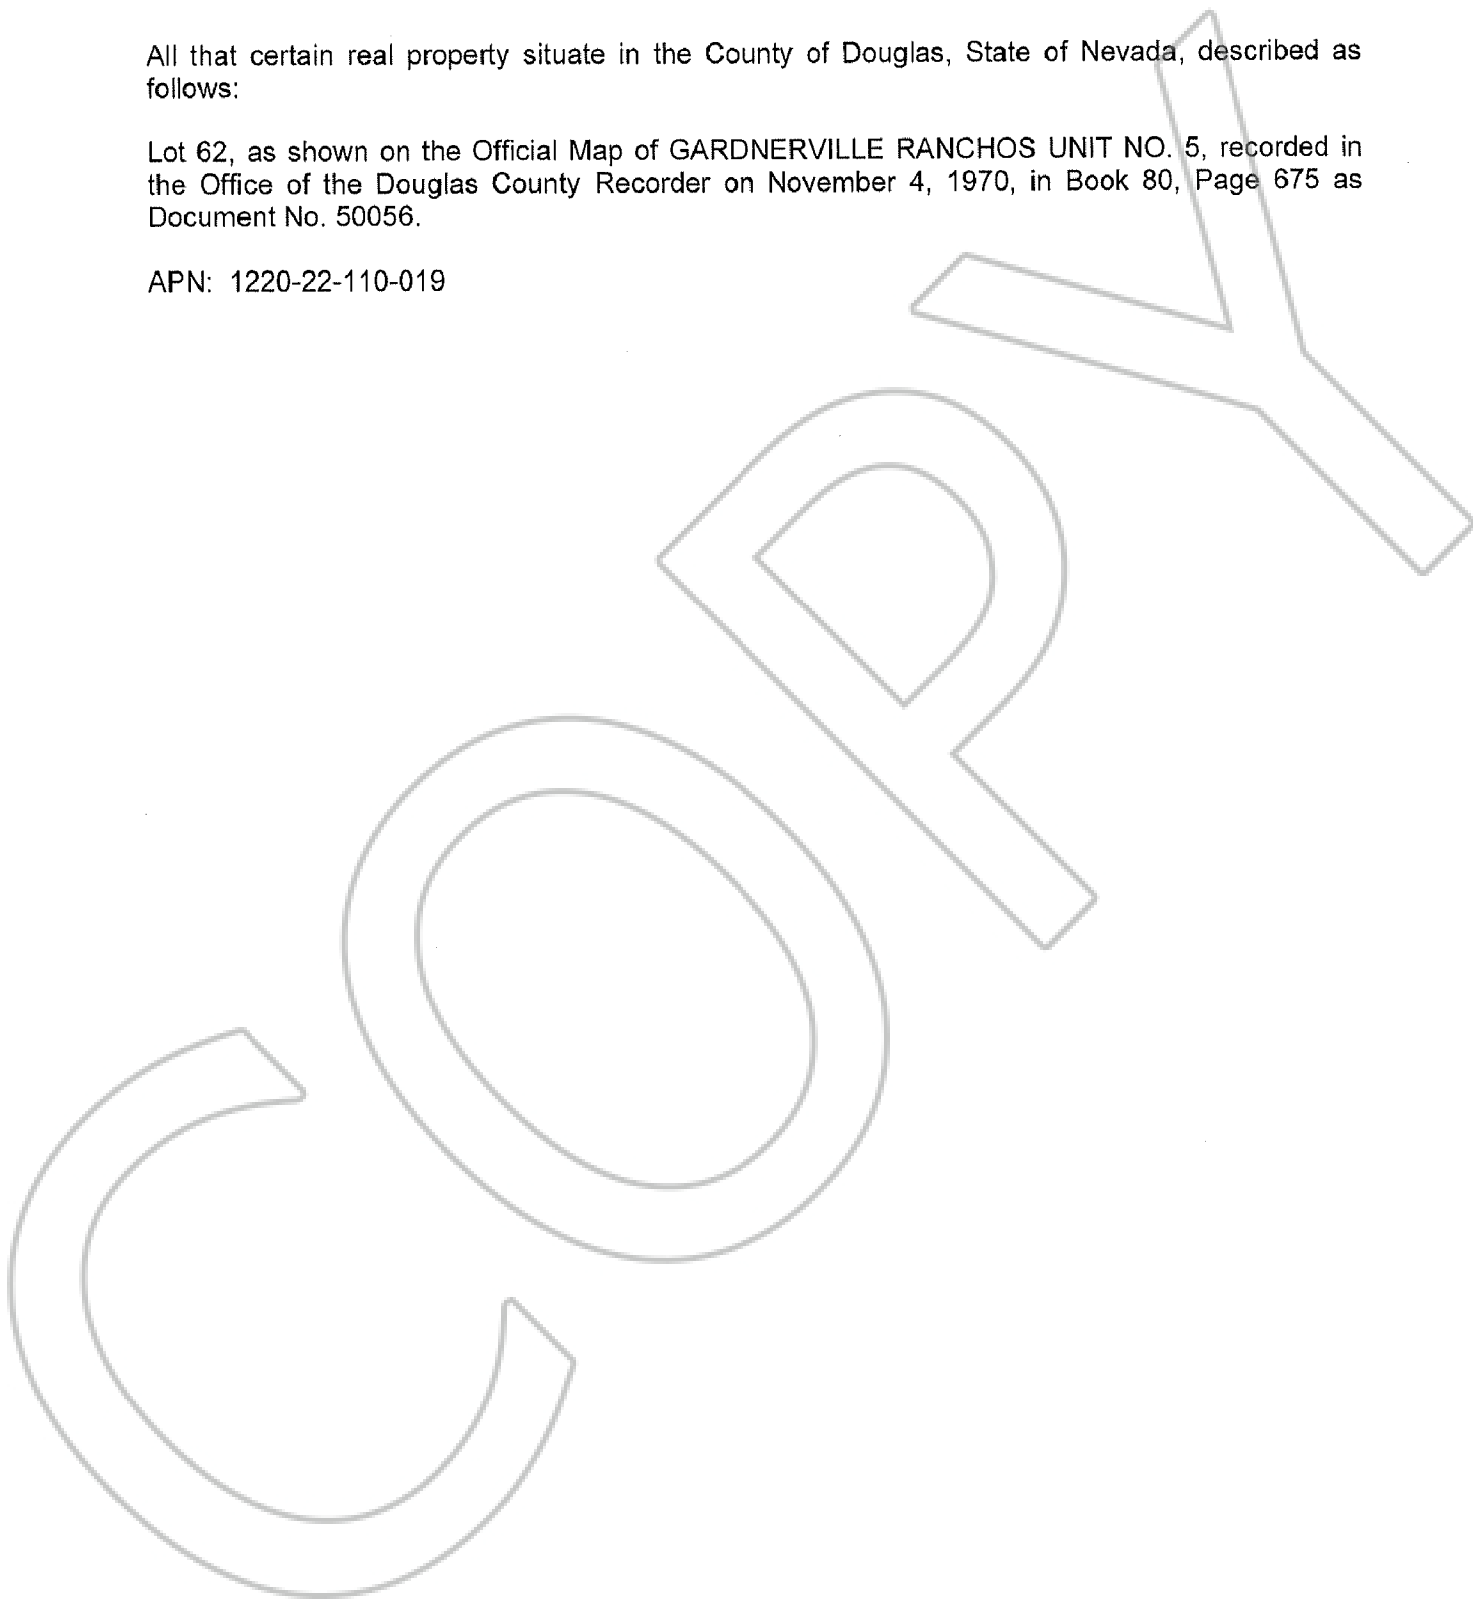 All that certain real property situate in the County of Douglas, State of Nevada, described as
follows:
Lot 62, as shown on the Official Map of GARDNERVILLE RANCHOS UNIT NO. 5, recorded in
the Office of the Douglas County Recorder on November 4, 1970, in Book 80, Page 675 as
Document No. 50056.
APN: 1220-22-110-019
COPY